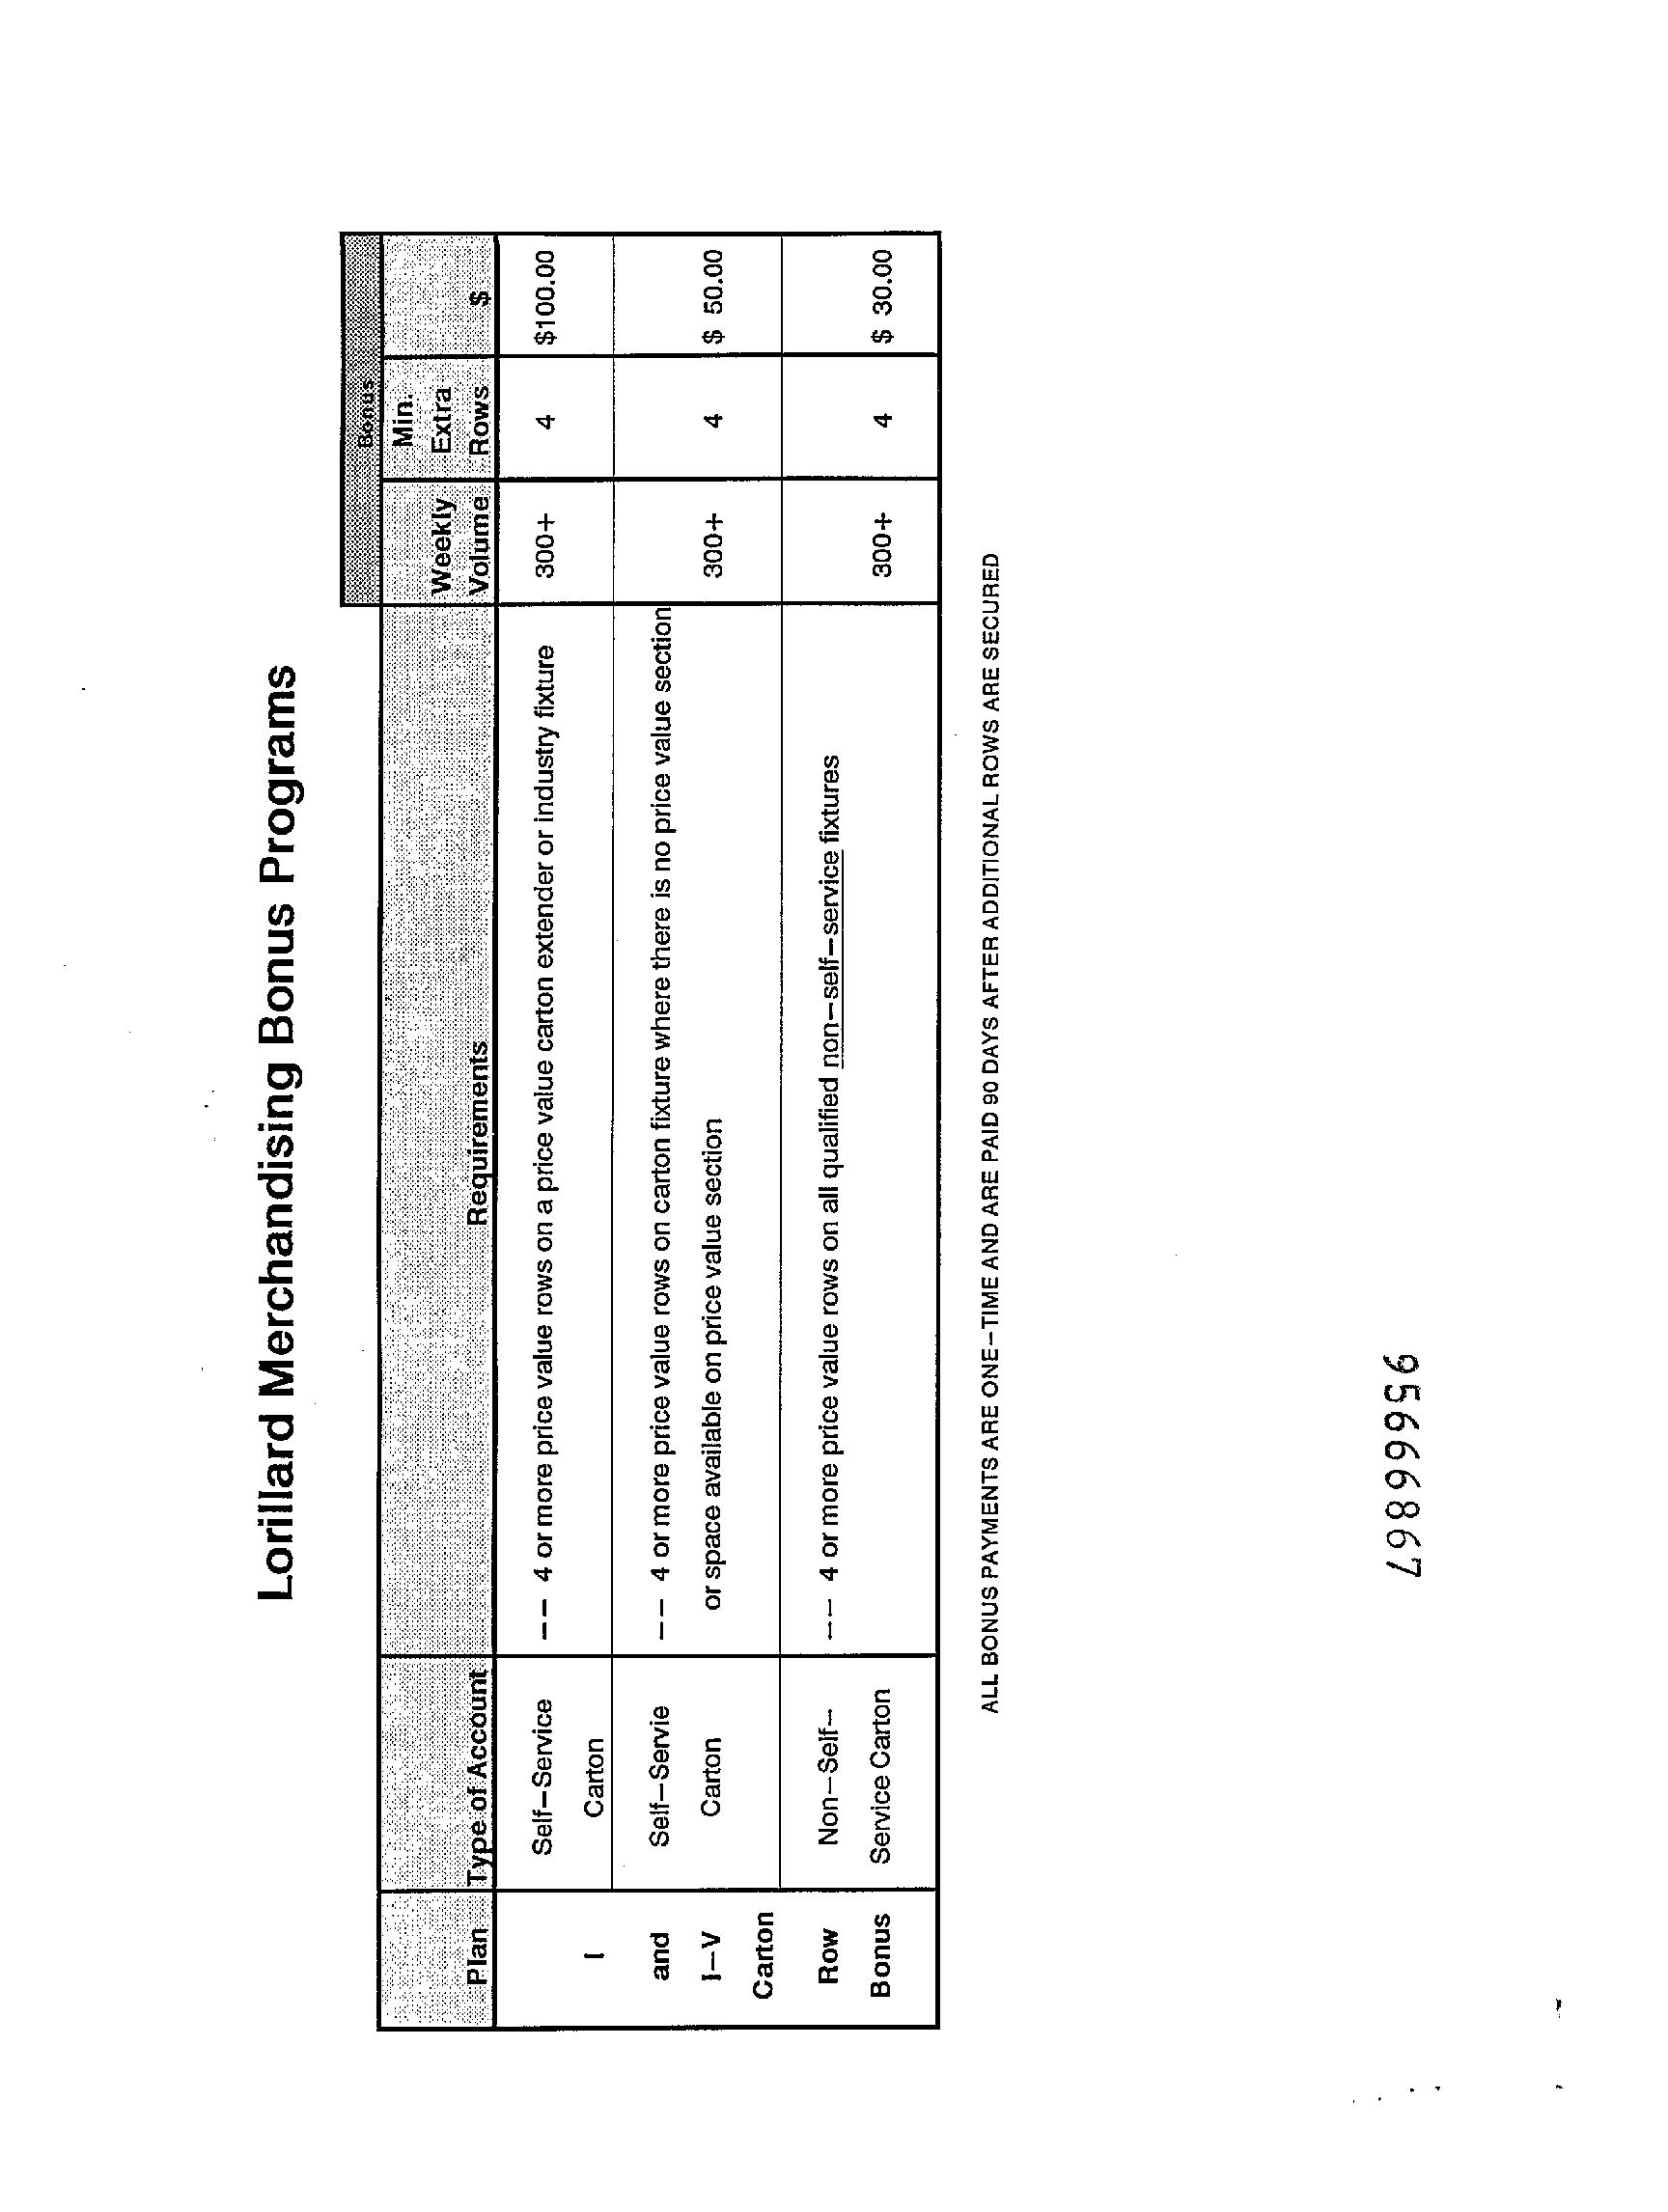 Lorillard Merchandising Bonus Programs
Bonus
Plan Type of Account Requirements Weekly Volume Min. Extra Rows $
I and I–V Carton Row Bonus
Self–Service Carton –– 4 or more price value rows on a price value carton extender or industry fixture 300+ 4 $100.00
Self–Servie Carton –– 4 or more price value rows on carton fixture where there is no price value section
or space available on price value section 300+ 4 $ 50.00
Non–Self–Service Carton –– 4 or more price value rows on all qualified non–self–service fixtures 300+ 4 $ 30.00
ALL BONUS PAYMENTS ARE ONE–TIME AND ARE PAID 90 DAYS AFTER ADDITIONAL ROWS ARE SECURED
95666867